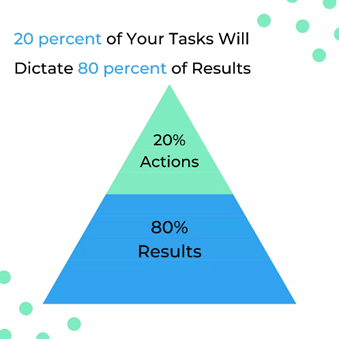 20 percent of Your Tasks Will
Dictate 80 percent of Results
20%
Actions
80%
Results